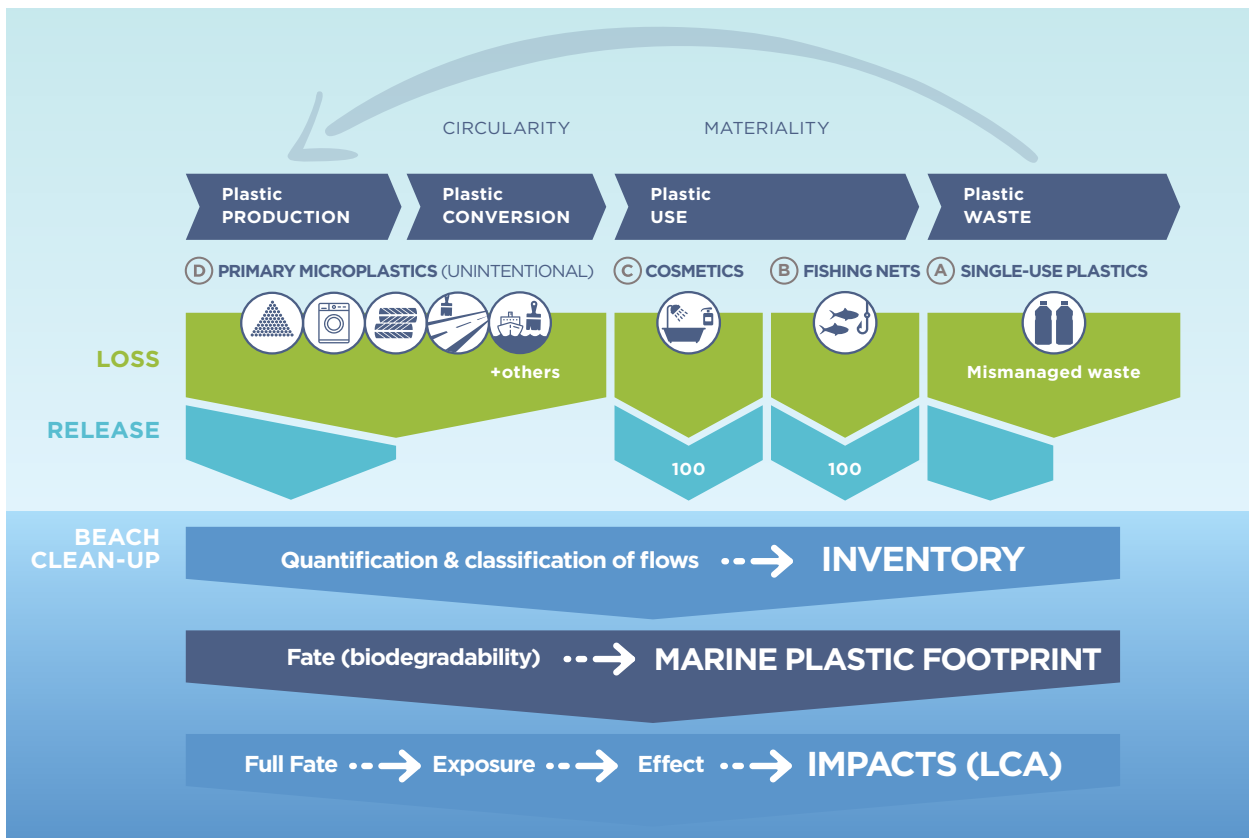 CIRCULARITY MATERIALITY
Plastic
PRODUCTION
Plastic
CONVERSION
Plastic
USE
Plastic
WASTE
D PRIMARY MICROPLASTICS (UNINTENTIONAL)
C COSMETICS
B FISHING NETS
A SINGLE-USE PLASTICS
LOSS
+others
Mismanaged waste
RELEASE
100
100
BEACH
CLEAN-UP
Quantification & classification of flows INVENTORY
Fate (biodegradability) MARINE PLASTIC FOOTPRINT
Full Fate Exposure Effect IMPACTS (LCA)